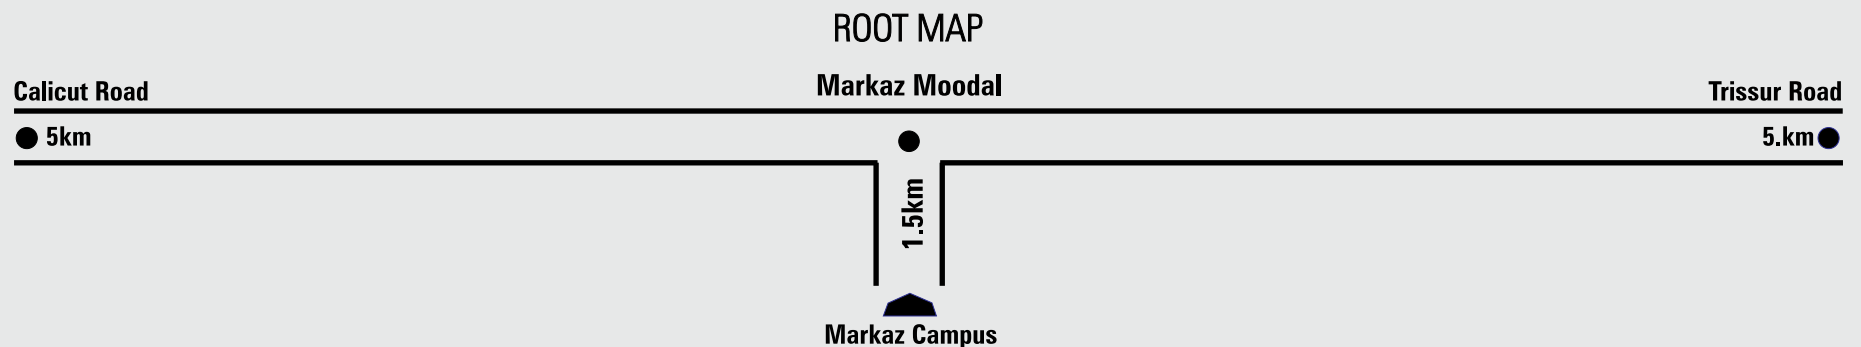 ROOT MAP
Calicut Road
Markaz Moodal
Trissur Road
5km
5.km
1.5km
Markaz Campus